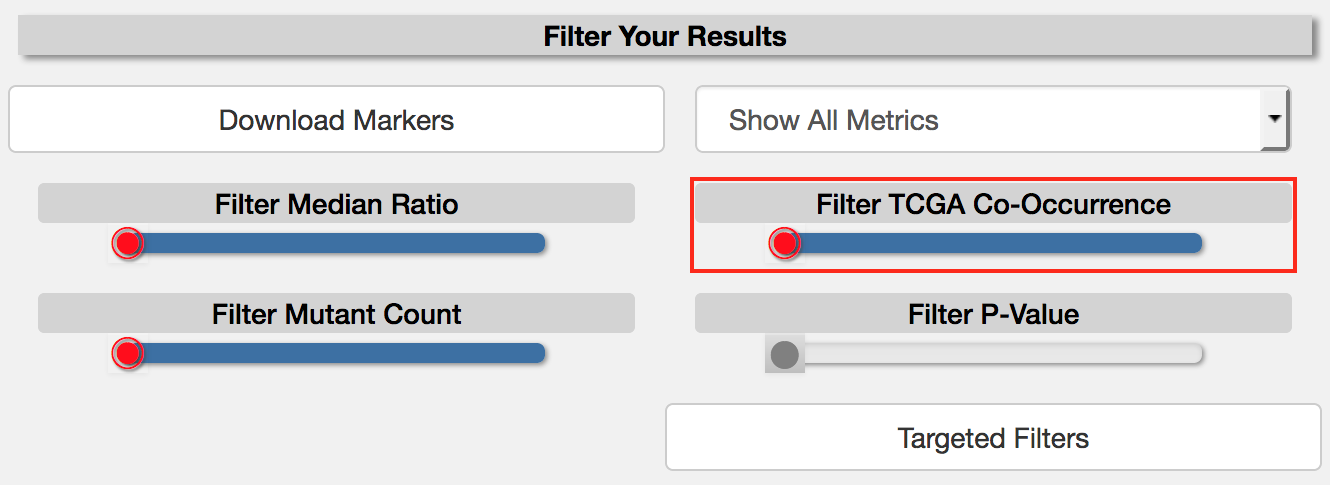 Filter Your Results
Download Markers
Show All Metrics
Filter Median Ratio
Filter TCGA Co-Occurrence
Filter Mutant Count
Filter P-Value
Targeted Filters